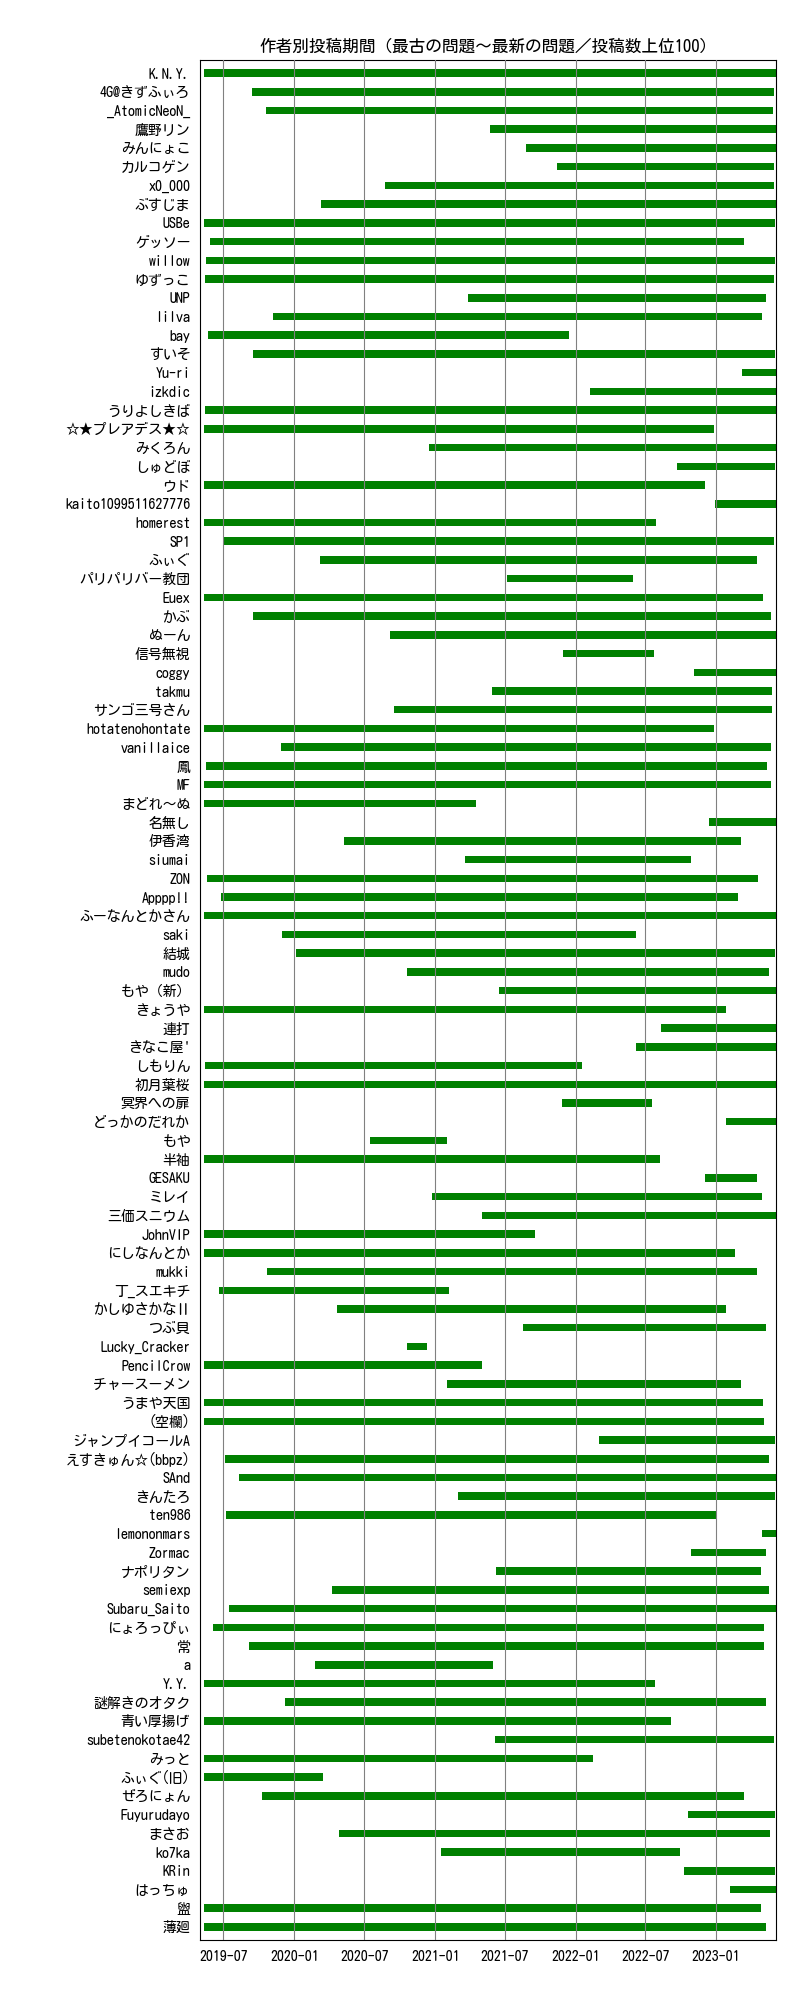 作者別投稿期間（最古の問題～最新の問題／投稿数上位100）
K.N.Y.
4G@きずふぃろ
_AtomicNeoN_
鷹野リン
みんにょこ
カルコゲン
x0_000
ぶすじま
USBe
ゲッソー
willow
ゆずっこ
UNP
lilva
bay
すいそ
Yu-ri
izkdic
うりよしきば
☆★プレアデス★☆
みくろん
しゅどぼ
ウド
kaito1099511627776
homerest
SP1
ふぃぐ
パリパリバー教団
Euex
かぶ
ぬーん
信号無視
coggy
takmu
サンゴ三号さん
hotatenohontate
vanillaice
鳳
MF
まどれ～ぬ
名無し
伊香湾
siumai
ZON
Appppll
ふーなんとかさん
saki
結城
mudo
もや（新）
きょうや
連打
きなこ屋'
しもりん
初月葉桜
冥界への扉
どっかのだれか
もや
半袖
GESAKU
ミレイ
三価スニウム
JohnVIP
にしなんとか
mukki
丁_スエキチ
かしゆさかなII
つぶ貝
Lucky_Cracker
PencilCrow
チャースーメン
うまや天国
(空欄)
ジャンプイコールA
えすきゅん☆(bbpz)
SAnd
きんたろ
ten986
lemononmars
Zormac
ナポリタン
semiexp
Subaru_Saito
にょろっぴぃ
常
a
Y.Y.
謎解きのオタク
青い厚揚げ
subetenokotae42
みっと
ふぃぐ(旧)
ぜろにょん
Fuyurudayo
まさお
ko7ka
KRin
はっちゅ
薄廻
2019-07 2020-01 2020-07 2021-01 2021-07 2022-01 2022-07 2023-01